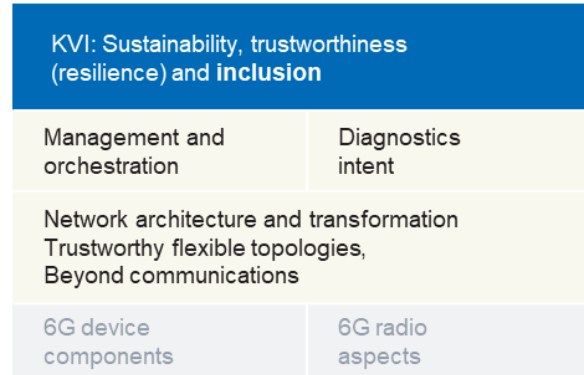 KVI: Sustainability, trustworthiness
(resilience) and inclusion
Management and
orchestration
Diagnostics
intent
Network architecture and transformation
Trustworthy flexible topologies,
Beyond communications
6G device
components
6G radio
aspects